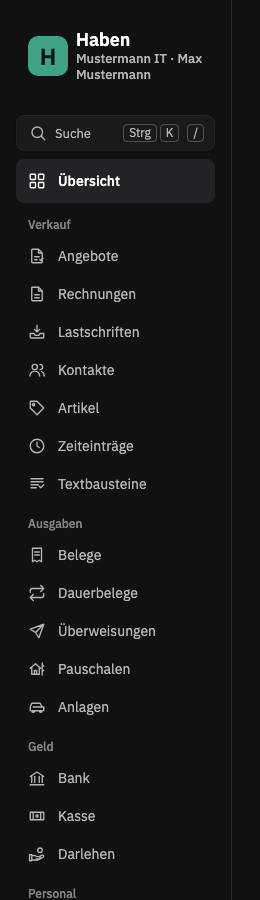 H
Haben
Mustermann IT · Max
Mustermann
Suche Strg K /
Übersicht
Verkauf
Angebote
Rechnungen
Lastschriften
Kontakte
Artikel
Zeiteinträge
Textbausteine
Ausgaben
Belege
Dauerbelege
Überweisungen
Pauschalen
Anlagen
Geld
Bank
Kasse
Darlehen
Personal